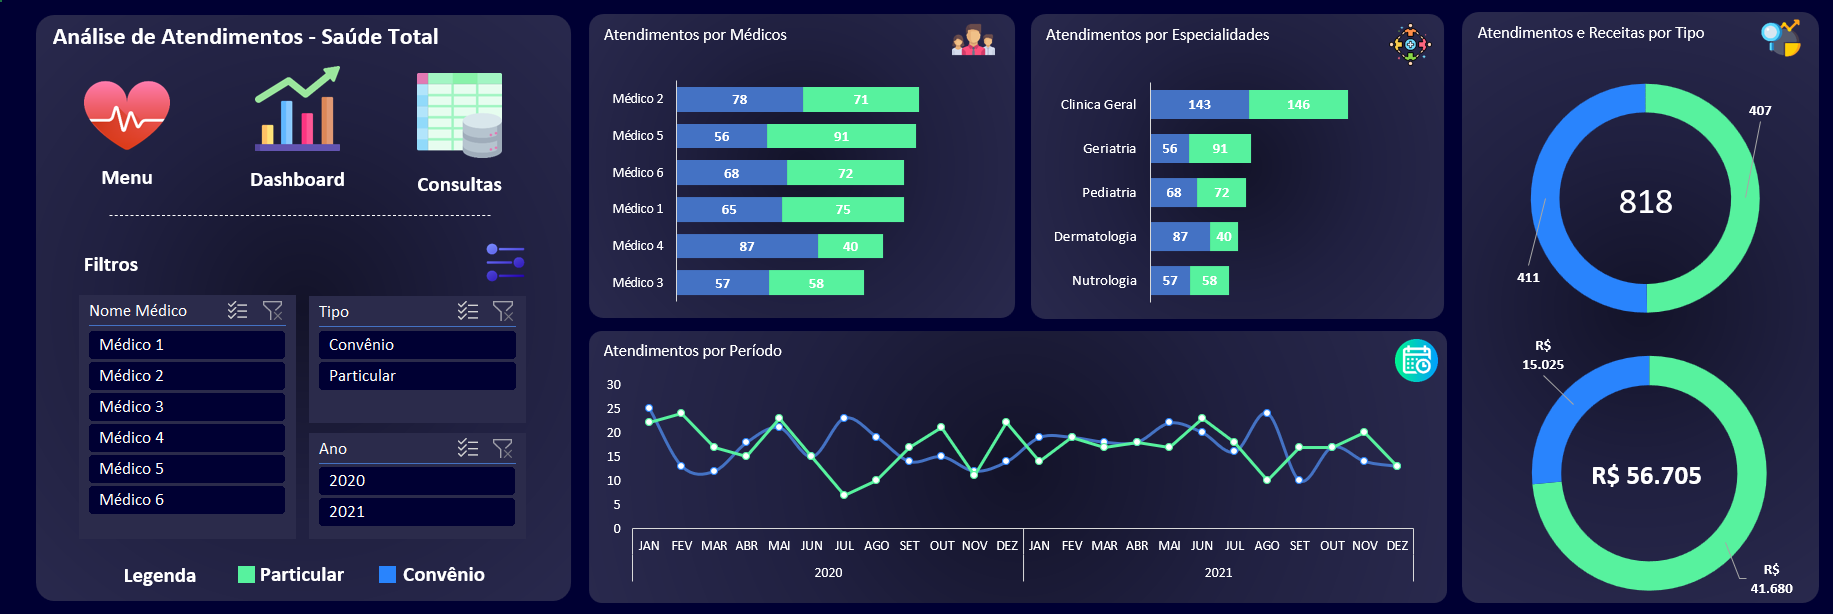 Análise de Atendimentos - Saúde Total
Menu
Dashboard
Consultas
Filtros
Nome Médico
Médico 1
Médico 2
Médico 3
Médico 4
Médico 5
Médico 6
Tipo
Convênio
Particular
Ano
2020
2021
Legenda
Particular
Convênio
Atendimentos por Médicos
Médico 2 78 71
Médico 5 56 91
Médico 6 68 72
Médico 1 65 75
Médico 4 87 40
Médico 3 57 58
Atendimentos por Especialidades
Clinica Geral 143 146
Geriatria 56 91
Pediatria 68 72
Dermatologia 87 40
Nutrologia 57 58
Atendimentos por Período
30
25
20
15
10
5
0
JAN FEV MAR ABR MAI JUN JUL AGO SET OUT NOV DEZ JAN FEV MAR ABR MAI JUN JUL AGO SET OUT NOV DEZ
2020 2021
Atendimentos e Receitas por Tipo
407
818
411
R$
15.025
R$ 56.705
R$
41.680